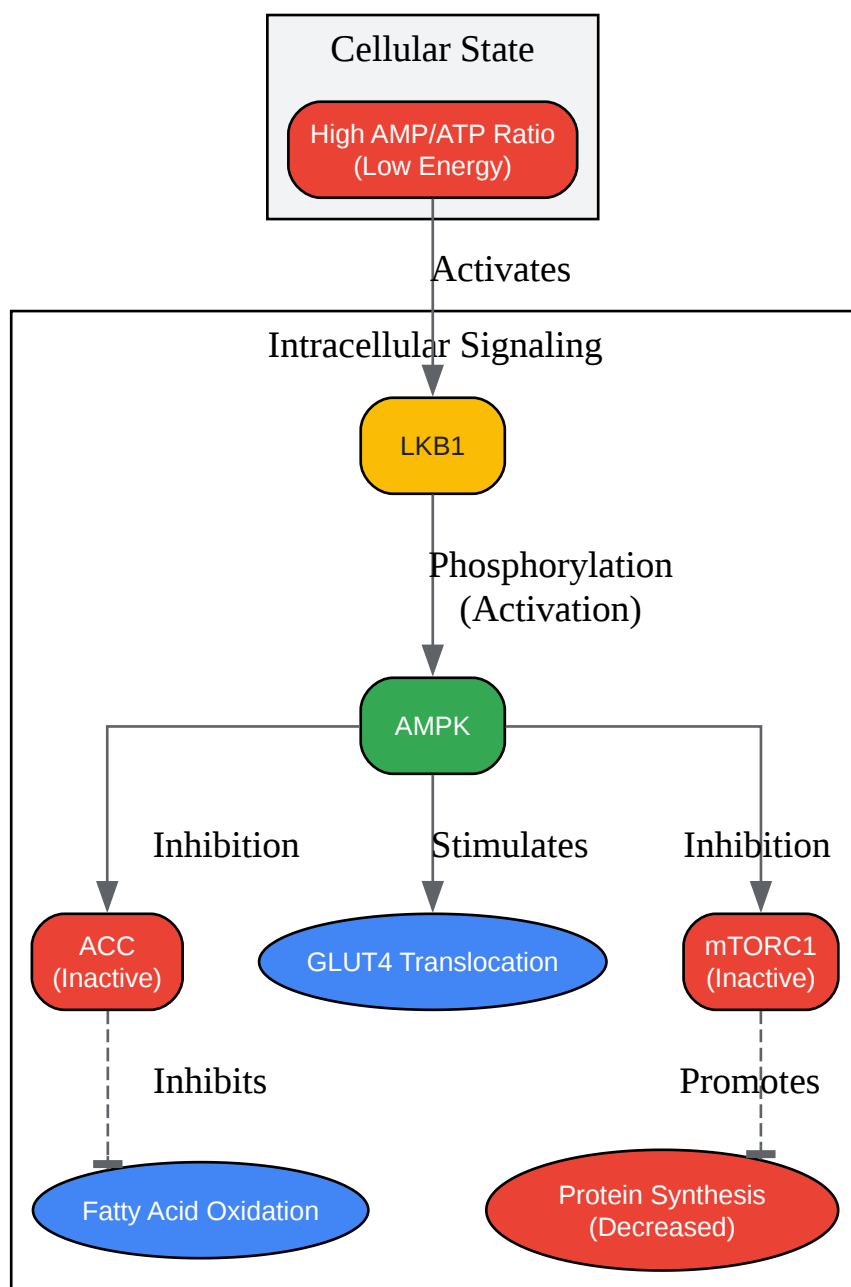 Cellular State
High AMP/ATP Ratio
(Low Energy)
Activates
Intracellular Signaling
LKB1
Phosphorylation
(Activation)
AMPK
Inhibition
Stimulates
Inhibition
ACC
(Inactive)
GLUT4 Translocation
mTORC1
(Inactive)
Inhibits
Promotes
Fatty Acid Oxidation
Protein Synthesis
(Decreased)